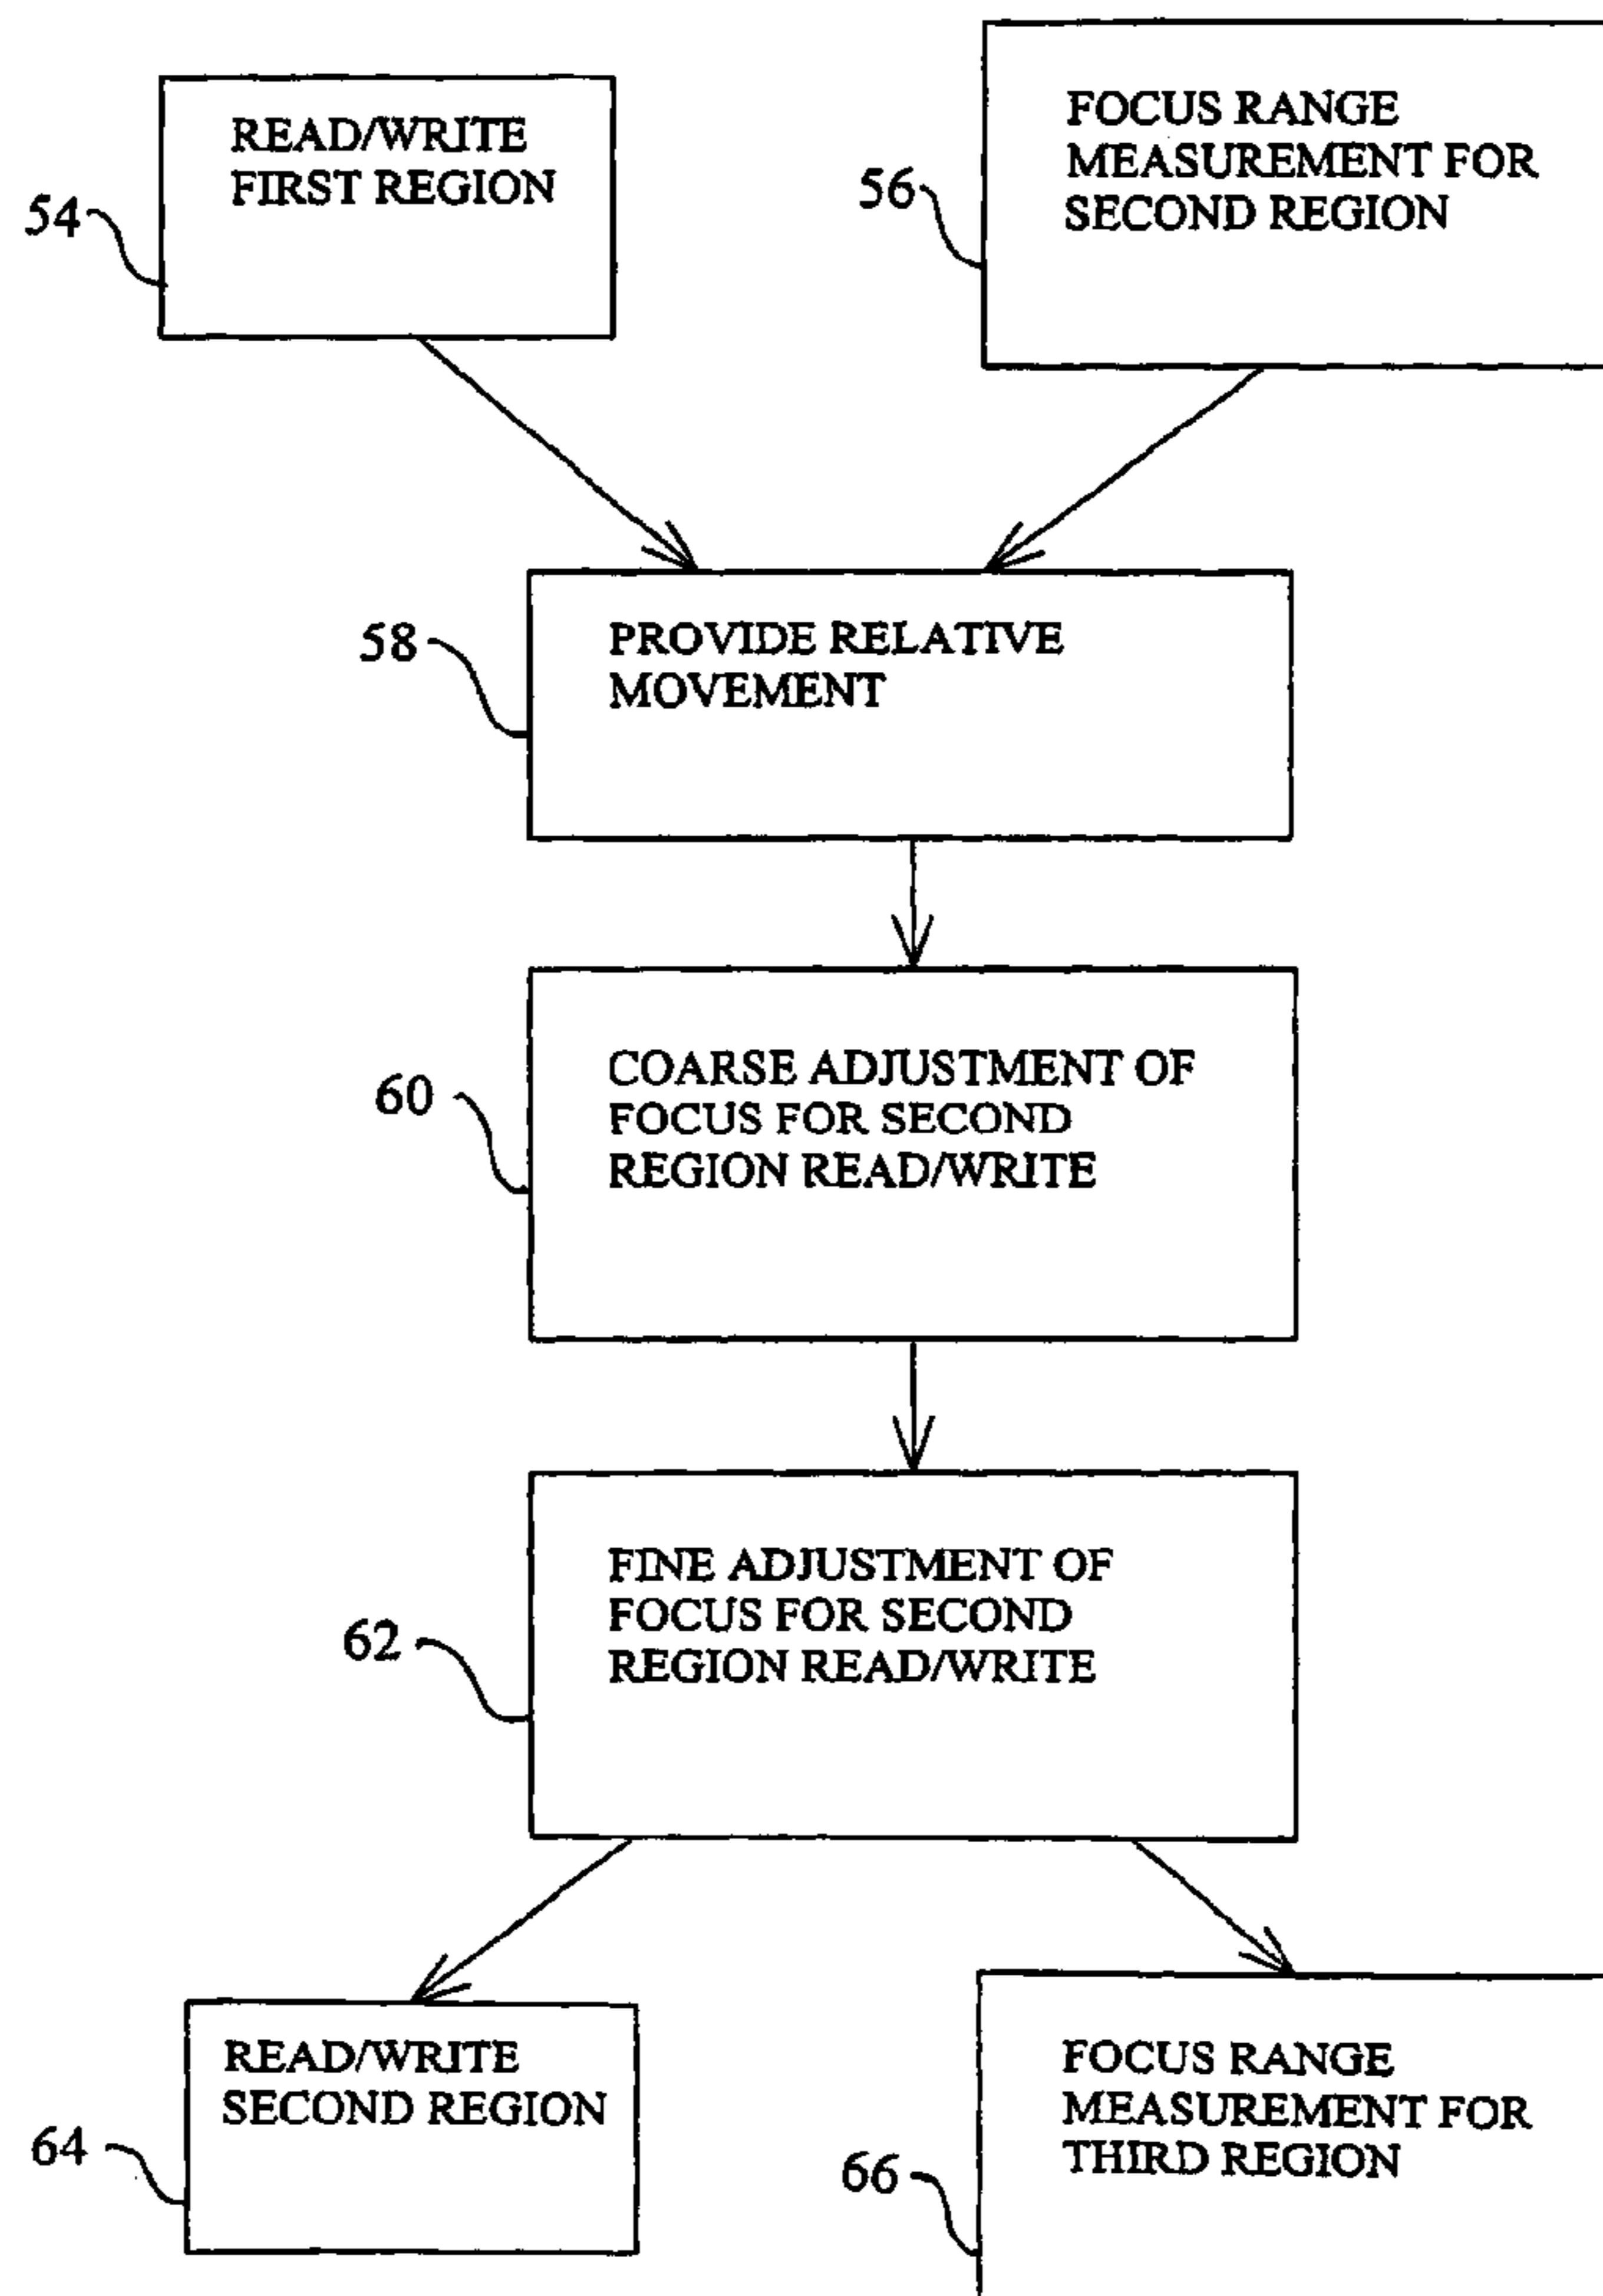 READ/WRITE
FIRST REGION
54
FOCUS RANGE
MEASUREMENT FOR
SECOND REGION
56
PROVIDE RELATIVE
MOVEMENT
58
COARSE ADJUSTMENT OF
FOCUS FOR SECOND
REGION READ/WRITE
60
FINE ADJUSTMENT OF
FOCUS FOR SECOND
REGION READ/WRITE
62
READ/WRITE
SECOND REGION
64
FOCUS RANGE
MEASUREMENT FOR
THIRD REGION
66